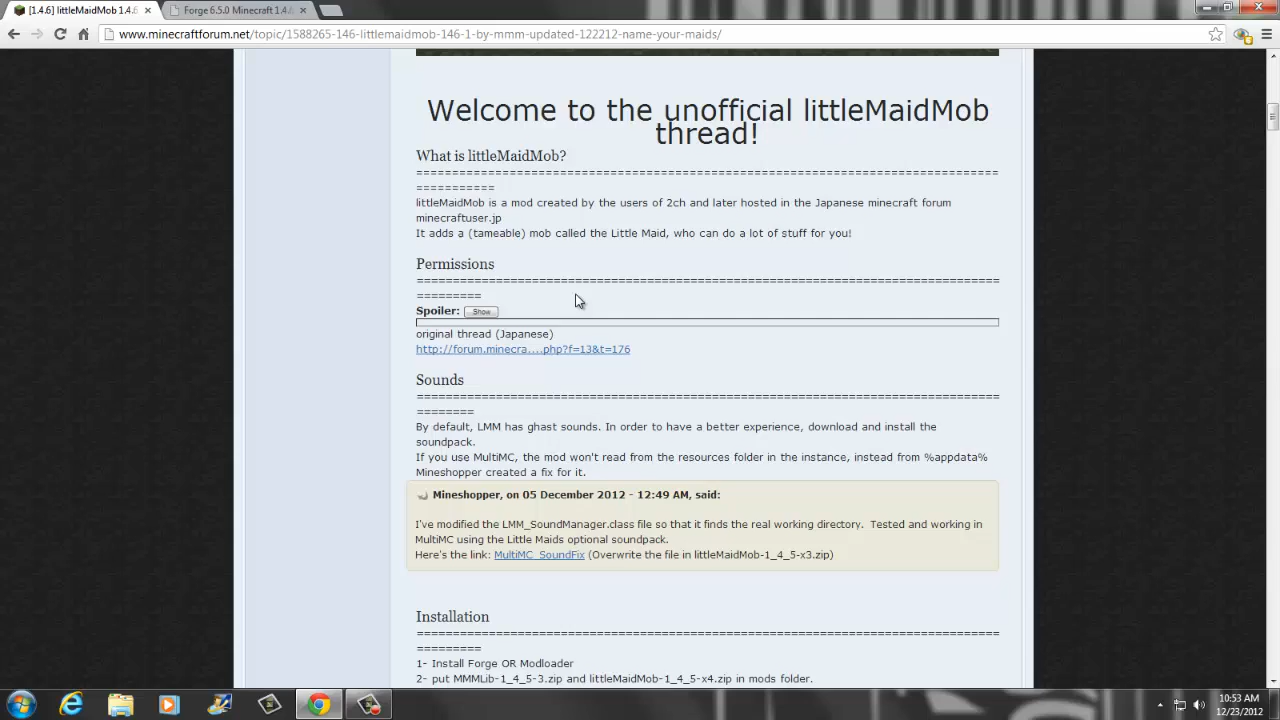 [1.4.6] littleMaidMob 1.4.6
Forge 6.5.0 Minecraft 1.4.
www.minecraftforum.net/topic/1588265-146-littlemaidmob-146-1-by-mmm-updated-122212-name-your-maids/
Welcome to the unofficial littleMaidMob
thread!
What is littleMaidMob?
=================================================================================
===========
littleMaidMob is a mod created by the users of 2ch and later hosted in the Japanese minecraft forum
minecraftuser.jp
It adds a (tameable) mob called the Little Maid, who can do a lot of stuff for you!
Permissions
=================================================================================
=========
Spoiler: Show
original thread (Japanese)
http://forum.minecra....php?f=13&t=176
Sounds
=================================================================================
========
By default, LMM has ghast sounds. In order to have a better experience, download and install the
soundpack.
If you use MultiMC, the mod won't read from the resources folder in the instance, instead from %appdata%
Mineshopper created a fix for it.
Mineshopper, on 05 December 2012 - 12:49 AM, said:
I've modified the LMM_SoundManager.class file so that it finds the real working directory. Tested and working in
MultiMC using the Little Maids optional soundpack.
Here's the link: MultiMC_SoundFix (Overwrite the file in littleMaidMob-1_4_5-x3.zip)
Installation
=================================================================================
=========
1- Install Forge OR Modloader
2- put MMMLib-1_4_5-3.zip and littleMaidMob-1_4_5-x4.zip in mods folder.
10:53 AM
12/23/2012